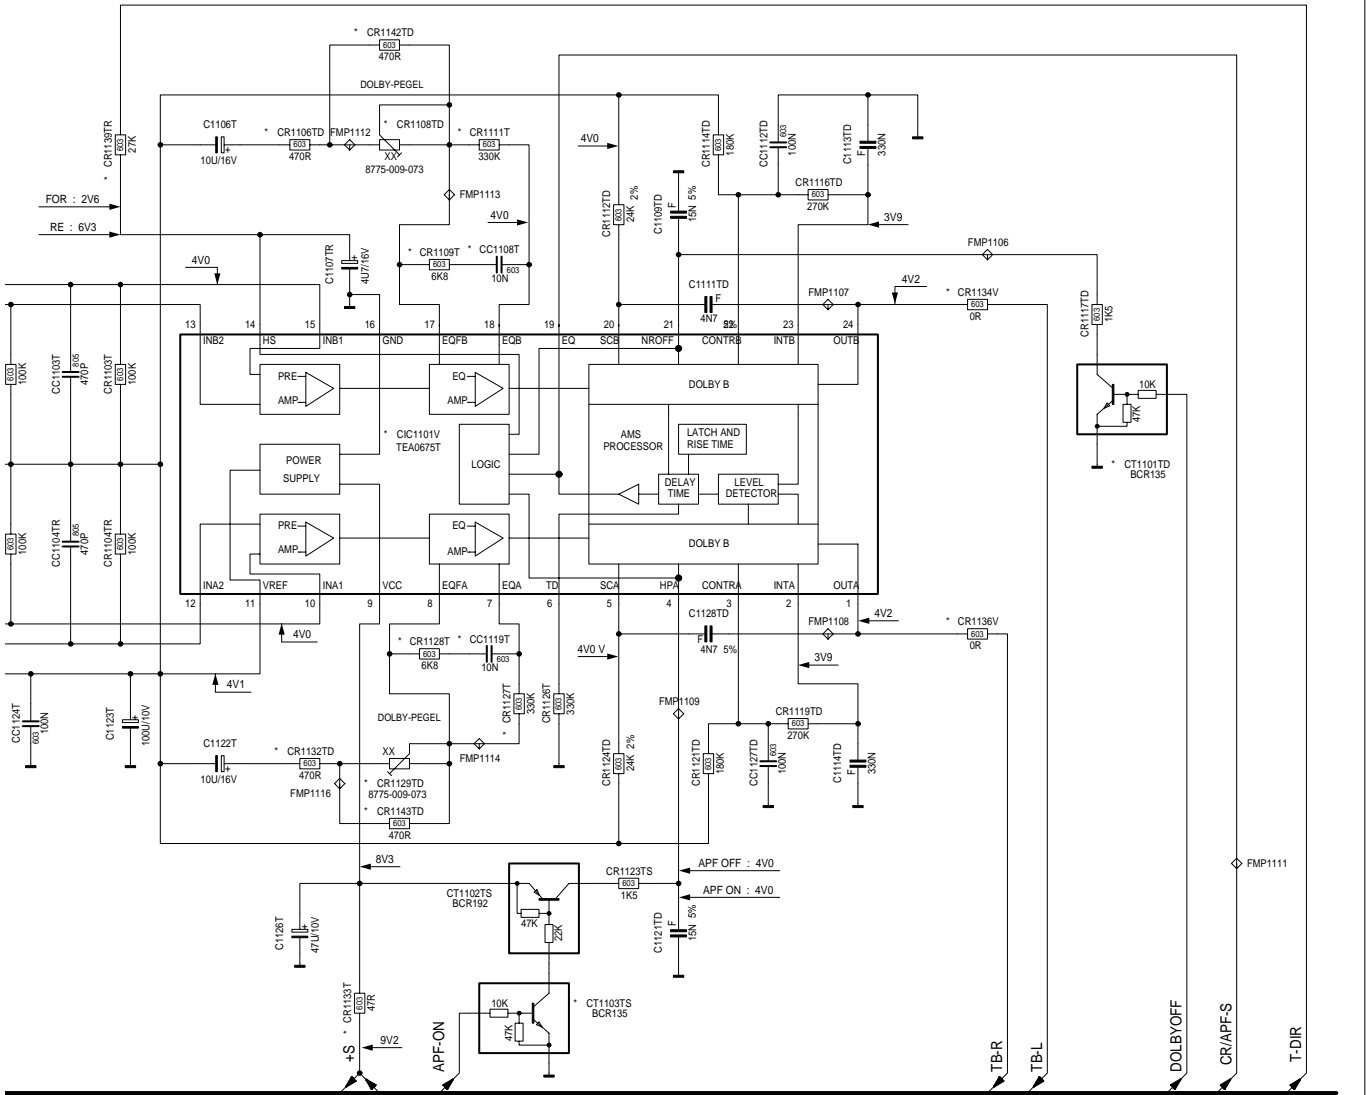 * CR1142TD
603
470R
DOLBY-PEGEL
C1106T
10U/16V
* CR1106TD
603
470R
FMP1112
* CR1108TD
XX
8775-009-073
* CR1111T
603
330K
FMP1113
4V0
CR1139TR
603
27K
*
FOR : 2V6
RE : 6V3
4V0
C1107TR
4U7/16V
* CR1109T
603
6K8
* CC1108T
603
10N
4V0
CR1112TD
603
24K 2%
C1109TD
F
15N 5%
CR1114TD
603
180K
CC1112TD
603
100N
C1113TD
F
330N
CR1116TD
603
270K
3V9
FMP1106
C1111TD
F
4N7
5%
FMP1107
4V2
* CR1134V
603
0R
CR1117TD
603
1K5
13 14 15 16 17 18 19 20 21 22 23 24
INB2 HS INB1 GND EQFB EQB EQ SCB NROFF CONTRB INTB OUTB
603
100K
CC1103T
805
470P
CR1103T
603
100K
PRE
AMP
EQ
AMP
DOLBY B
10K
47K
* CT1101TD
BCR135
* CIC1101V
TEA0675T
AMS
PROCESSOR
LATCH AND
RISE TIME
POWER
SUPPLY
LOGIC
DELAY
TIME
LEVEL
DETECTOR
603
100K
CC1104TR
805
470P
CR1104TR
603
100K
PRE
AMP
EQ
AMP
DOLBY B
INA2 VREF INA1 VCC EQFA EQA TD SCA HPA CONTRA INTA OUTA
12 11 10 9 8 7 6 5 4 3 2 1
4V0
* CR1128T
603
6K8
* CC1119T
603
10N
4V0 V
C1128TD
F
4N7 5%
FMP1108
4V2
* CR1136V
603
0R
3V9
4V1
CC1124T
603
100N
C1123T
100U/10V
C1122T
10U/16V
* CR1132TD
603
470R
FMP1116
DOLBY-PEGEL
XX
* CR1129TD
8775-009-073
* CR1143TD
603
470R
CR1127T
603
330K
*
FMP1114
CR1126T
603
330K
CR1124TD
603
24K 2%
FMP1109
CR1121TD
603
180K
CC1127TD
603
100N
CR1119TD
603
270K
C1114TD
F
330N
8V3
CT1102TS
BCR192
47K
22K
CR1123TS
603
1K5
APF OFF : 4V0
APF ON : 4V0
C1121TD
F
15N 5%
C1126T
47U/10V
FMP1111
CR1133T
603
47R
*
9V2
10K
47K
* CT1103TS
BCR135
+S
APF-ON
TB-R
TB-L
DOLBYOFF
CR/APF-S
T-DIR